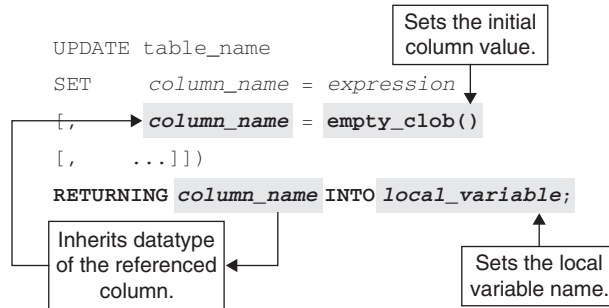 Sets the initial
column value.
UPDATE table_name
SET column_name = expression
[, column_name = empty_clob()
[, ...]])
RETURNING column_name INTO local_variable;
Inherits datatype
of the referenced
column.
Sets the local
variable name.